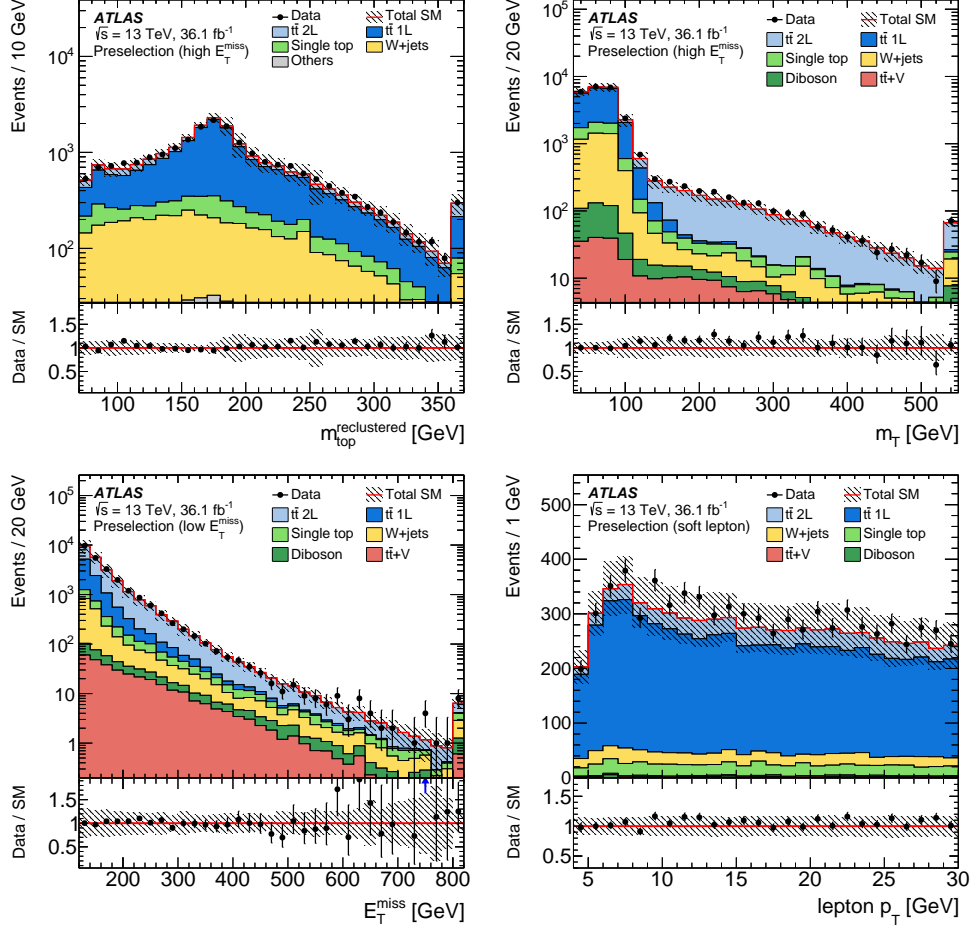 ATLAS
√s = 13 TeV, 36.1 fb⁻¹
Preselection (high E_T^miss)
Data
Total SM
tt̄ 2L
tt̄ 1L
Single top
W+jets
Others
Events / 10 GeV
10⁴
10³
10²
Data / SM
1.5
1
0.5
100 150 200 250 300 350
m_top^reclustered [GeV]
ATLAS
√s = 13 TeV, 36.1 fb⁻¹
Preselection (high E_T^miss)
Data
Total SM
tt̄ 2L
tt̄ 1L
Single top
W+jets
Diboson
tt̄+V
Events / 20 GeV
10⁵
10⁴
10³
10²
10
Data / SM
1.5
1
0.5
100 200 300 400 500
m_T [GeV]
ATLAS
√s = 13 TeV, 36.1 fb⁻¹
Preselection (low E_T^miss)
Data
Total SM
tt̄ 2L
tt̄ 1L
W+jets
Single top
Diboson
tt̄+V
Events / 20 GeV
10⁵
10⁴
10³
10²
10
1
Data / SM
1.5
1
0.5
200 300 400 500 600 700 800
E_T^miss [GeV]
ATLAS
√s = 13 TeV, 36.1 fb⁻¹
Preselection (soft lepton)
Data
Total SM
tt̄ 2L
tt̄ 1L
W+jets
Single top
tt̄+V
Diboson
Events / 1 GeV
500
400
300
200
100
0
Data / SM
1.5
1
0.5
5 10 15 20 25 30
lepton p_T [GeV]